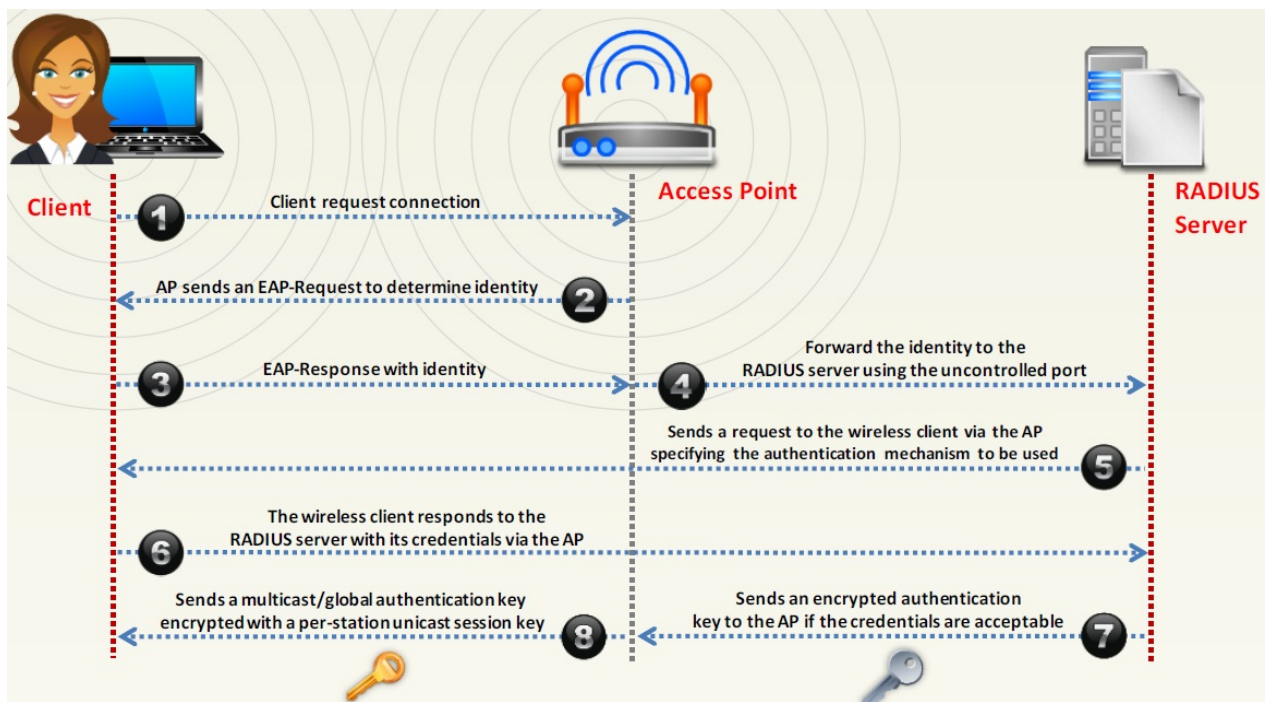 Client
Access Point
RADIUS
Server
1
Client request connection
AP sends an EAP-Request to determine identity
2
3
EAP-Response with identity
4
Forward the identity to the
RADIUS server using the uncontrolled port
Sends a request to the wireless client via the AP
specifying the authentication mechanism to be used
5
6
The wireless client responds to the
RADIUS server with its credentials via the AP
Sends an encrypted authentication
key to the AP if the credentials are acceptable
7
Sends a multicast/global authentication key
encrypted with a per-station unicast session key
8